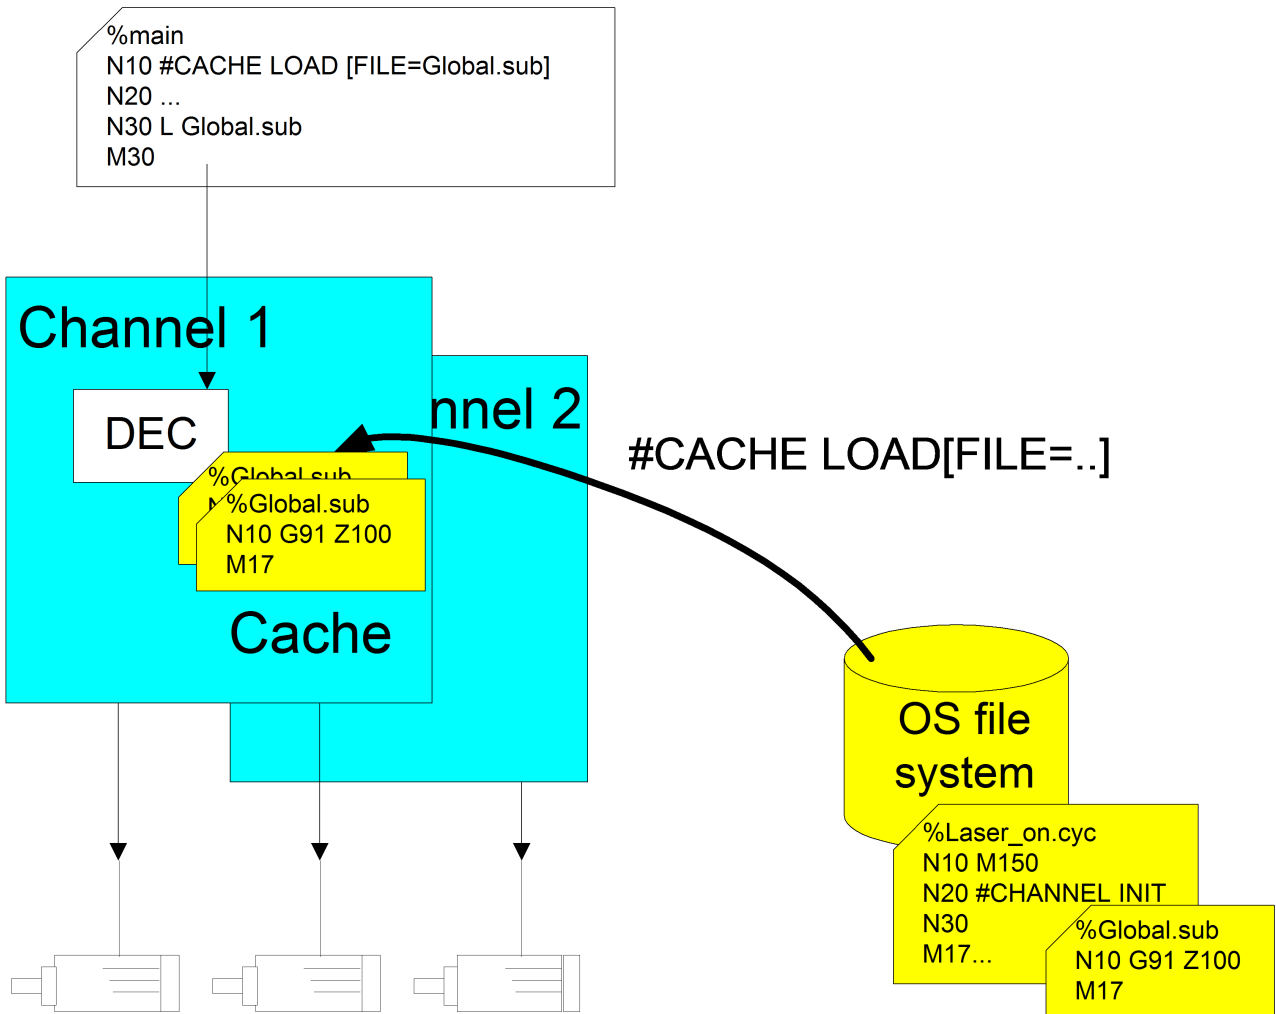 %main
N10 #CACHE LOAD [FILE=Global.sub]
N20 ...
N30 L Global.sub
M30
Channel 1
nnel 2
DEC
#CACHE LOAD[FILE=..]
%Global.sub
%Global.sub
N10 G91 Z100
M17
Cache
OS file
system
%Laser_on.cyc
N10 M150
N20 #CHANNEL INIT
N30
M17...
%Global.sub
N10 G91 Z100
M17